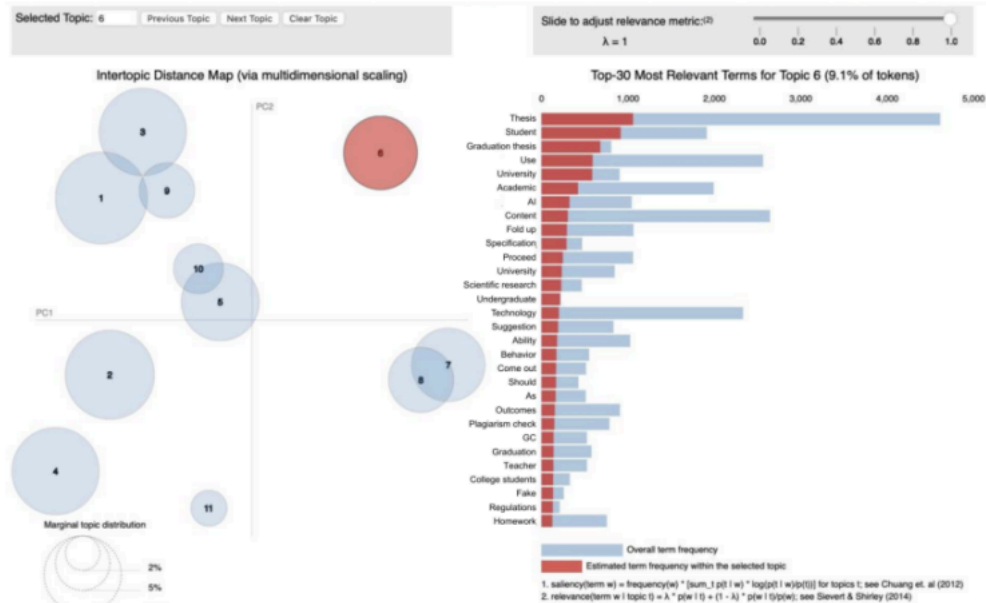 Selected Topic: 6 Previous Topic Next Topic Clear Topic
Slide to adjust relevance metric:(2)
λ = 1
0.0 0.2 0.4 0.6 0.8 1.0
Intertopic Distance Map (via multidimensional scaling)
PC2
PC1
3
6
1
9
10
5
7
8
2
4
11
Marginal topic distribution
2%
5%
Top-30 Most Relevant Terms for Topic 6 (9.1% of tokens)
0 1,000 2,000 3,000 4,000 5,000
Thesis
Student
Graduation thesis
Use
University
Academic
AI
Content
Fold up
Specification
Proceed
University
Scientific research
Undergraduate
Technology
Suggestion
Ability
Behavior
Come out
Should
As
Outcomes
Plagiarism check
GC
Graduation
Teacher
College students
Fake
Regulations
Homework
Overall term frequency
Estimated term frequency within the selected topic
1. saliency(term w) = frequency(w) * [sum_t p(t | w) * log(p(t | w)/p(t))] for topics t; see Chuang et. al (2012)
2. relevance(term w | topic t) = λ * p(w | t) + (1 - λ) * p(w | t)/p(w); see Sievert & Shirley (2014)